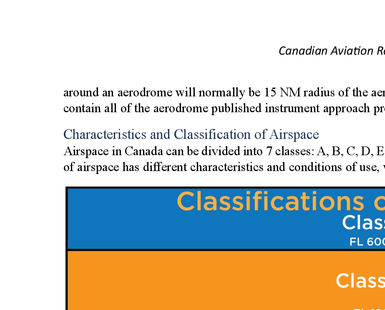 Canadian Aviation R
around an aerodrome will normally be 15 NM radius of the
contain all of the aerodrome published instrument approach
Characteristics and Classification of Airspace
Airspace in Canada can be divided into 7 classes: A, B, C, D, E
of airspace has different characteristics and conditions of use,
Classifications
Clas
FL 600
Class